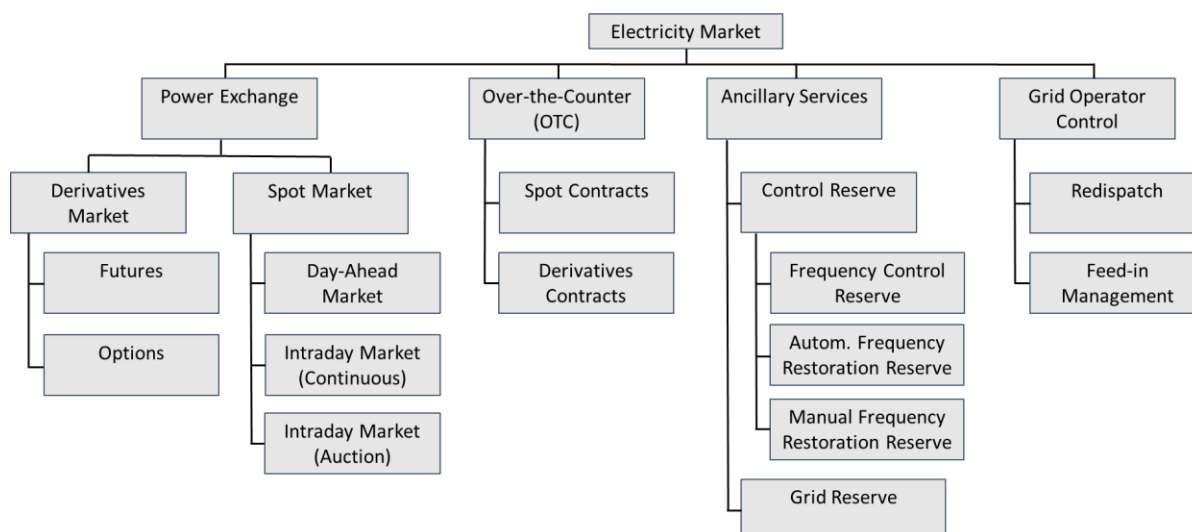 Electricity Market
Power Exchange
Over-the-Counter
(OTC)
Ancillary Services
Grid Operator
Control
Derivatives
Market
Spot Market
Spot Contracts
Control Reserve
Redispatch
Futures
Day-Ahead
Market
Derivatives
Contracts
Frequency Control
Reserve
Feed-in
Management
Options
Intraday Market
(Continuous)
Autom. Frequency
Restoration Reserve
Intraday Market
(Auction)
Manual Frequency
Restoration Reserve
Grid Reserve